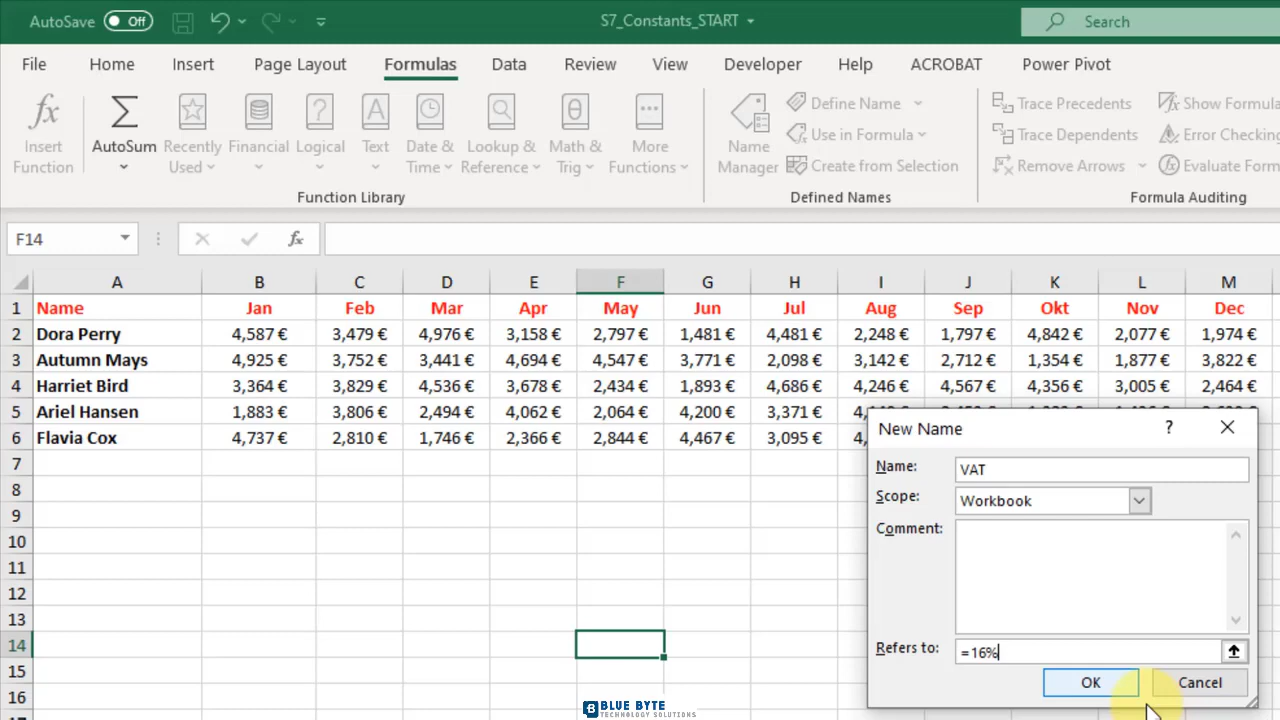 AutoSave Off S7_Constants_START Search
File Home Insert Page Layout Formulas Data Review View Developer Help ACROBAT Power Pivot
Insert Function AutoSum Recently Used Financial Logical Text Date & Time Lookup & Reference Math & Trig More Functions
Name Manager Define Name Use in Formula Create from Selection
Trace Precedents Trace Dependents Remove Arrows Show Formula Error Checking Evaluate Form
Function Library Defined Names Formula Auditing
F14 fx
A B C D E F G H I J K L M
1 Name Jan Feb Mar Apr May Jun Jul Aug Sep Okt Nov Dec
2 Dora Perry 4,587 € 3,479 € 4,976 € 3,158 € 2,797 € 1,481 € 4,481 € 2,248 € 1,797 € 4,842 € 2,077 € 1,974 €
3 Autumn Mays 4,925 € 3,752 € 3,441 € 4,694 € 4,547 € 3,771 € 2,098 € 3,142 € 2,712 € 1,354 € 1,877 € 3,822 €
4 Harriet Bird 3,364 € 3,829 € 4,536 € 3,678 € 2,434 € 1,893 € 4,686 € 4,246 € 4,567 € 4,356 € 3,005 € 2,464 €
5 Ariel Hansen 1,883 € 3,806 € 2,494 € 4,062 € 2,064 € 4,200 € 3,371 €
6 Flavia Cox 4,737 € 2,810 € 1,746 € 2,366 € 2,844 € 4,467 € 3,095 € 4,
7
8
9
10
11
12
13
14
15
16
New Name ?
Name: VAT
Scope: Workbook
Comment:
Refers to: =16%
OK Cancel
BLUE BYTE
TECHNOLOGY SOLUTIONS